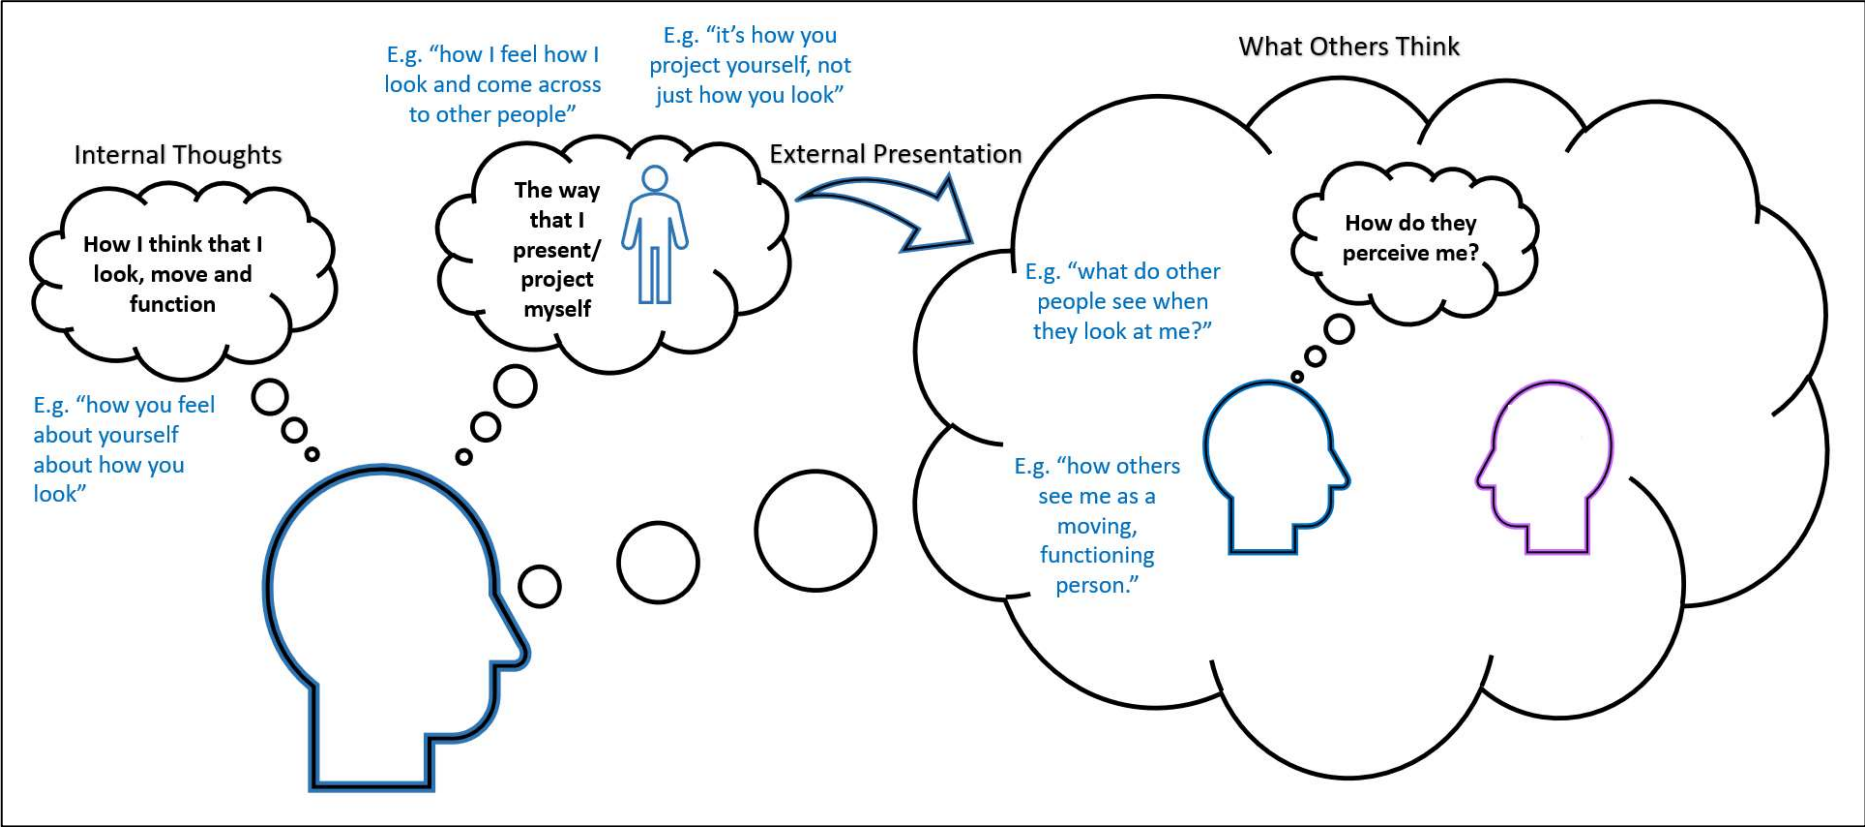 Internal Thoughts
How I think that I
look, move and
function
E.g. “how you feel
about yourself
about how you
look”
E.g. “how I feel how I
look and come across
to other people”
E.g. “it’s how you
project yourself, not
just how you look”
The way
that I
present/
project
myself
External Presentation
What Others Think
How do they
perceive me?
E.g. “what do other
people see when
they look at me?”
E.g. “how others
see me as a
moving,
functioning
person.”